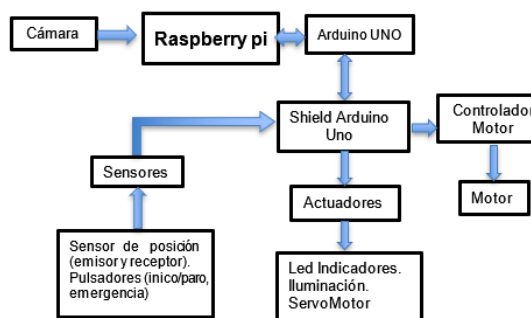 Cámara
Raspberry pi
Arduino UNO
Shield Arduino
Uno
Controlador
Motor
Sensores
Actuadores
Motor
Sensor de posición
(emisor y receptor).
Pulsadores (inico/paro,
emergencia)
Led Indicadores.
Iluminación.
ServoMotor